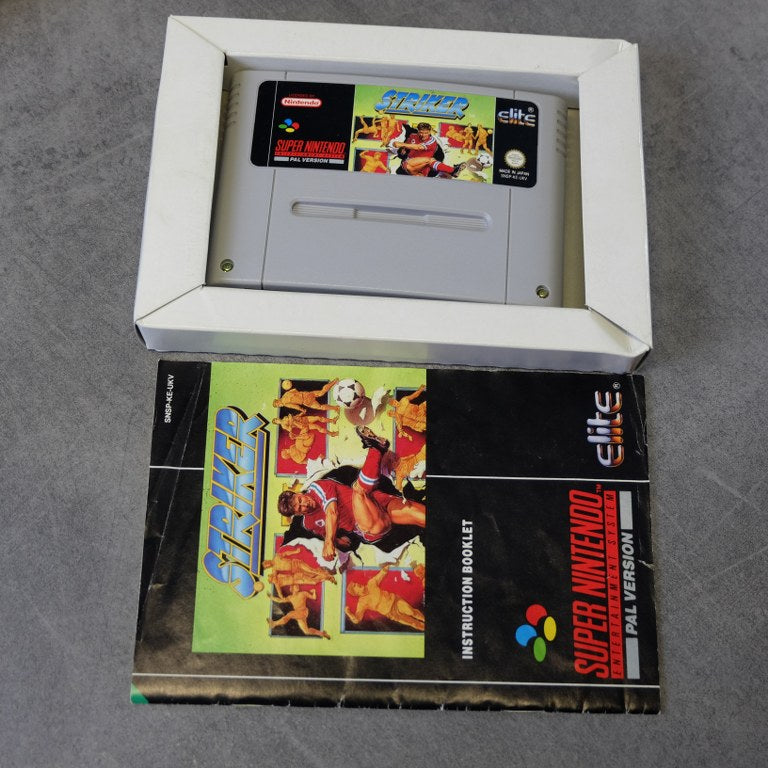 LICENSED BY
Nintendo
STRIKER
elite®
SUPER NINTENDO
ENTERTAINMENT SYSTEM
PAL VERSION
MADE IN JAPAN
SNSP-KE-UKV
SNSP-KE-UKV
STRIKER
INSTRUCTION BOOKLET
elite®
SUPER NINTENDO™
ENTERTAINMENT SYSTEM
PAL VERSION